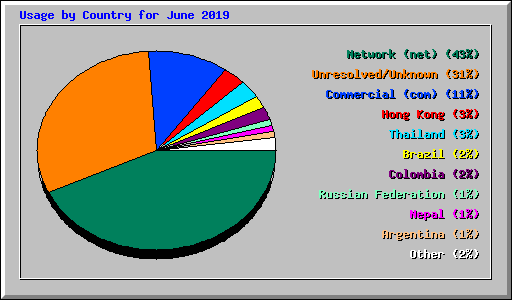 Usage by Country for June 2019
Network (net) (43%)
Unresolved/Unknown (31%)
Commercial (com) (11%)
Hong Kong (3%)
Thailand (3%)
Brazil (2%)
Colombia (2%)
Russian Federation (1%)
Nepal (1%)
Argentina (1%)
Other (2%)